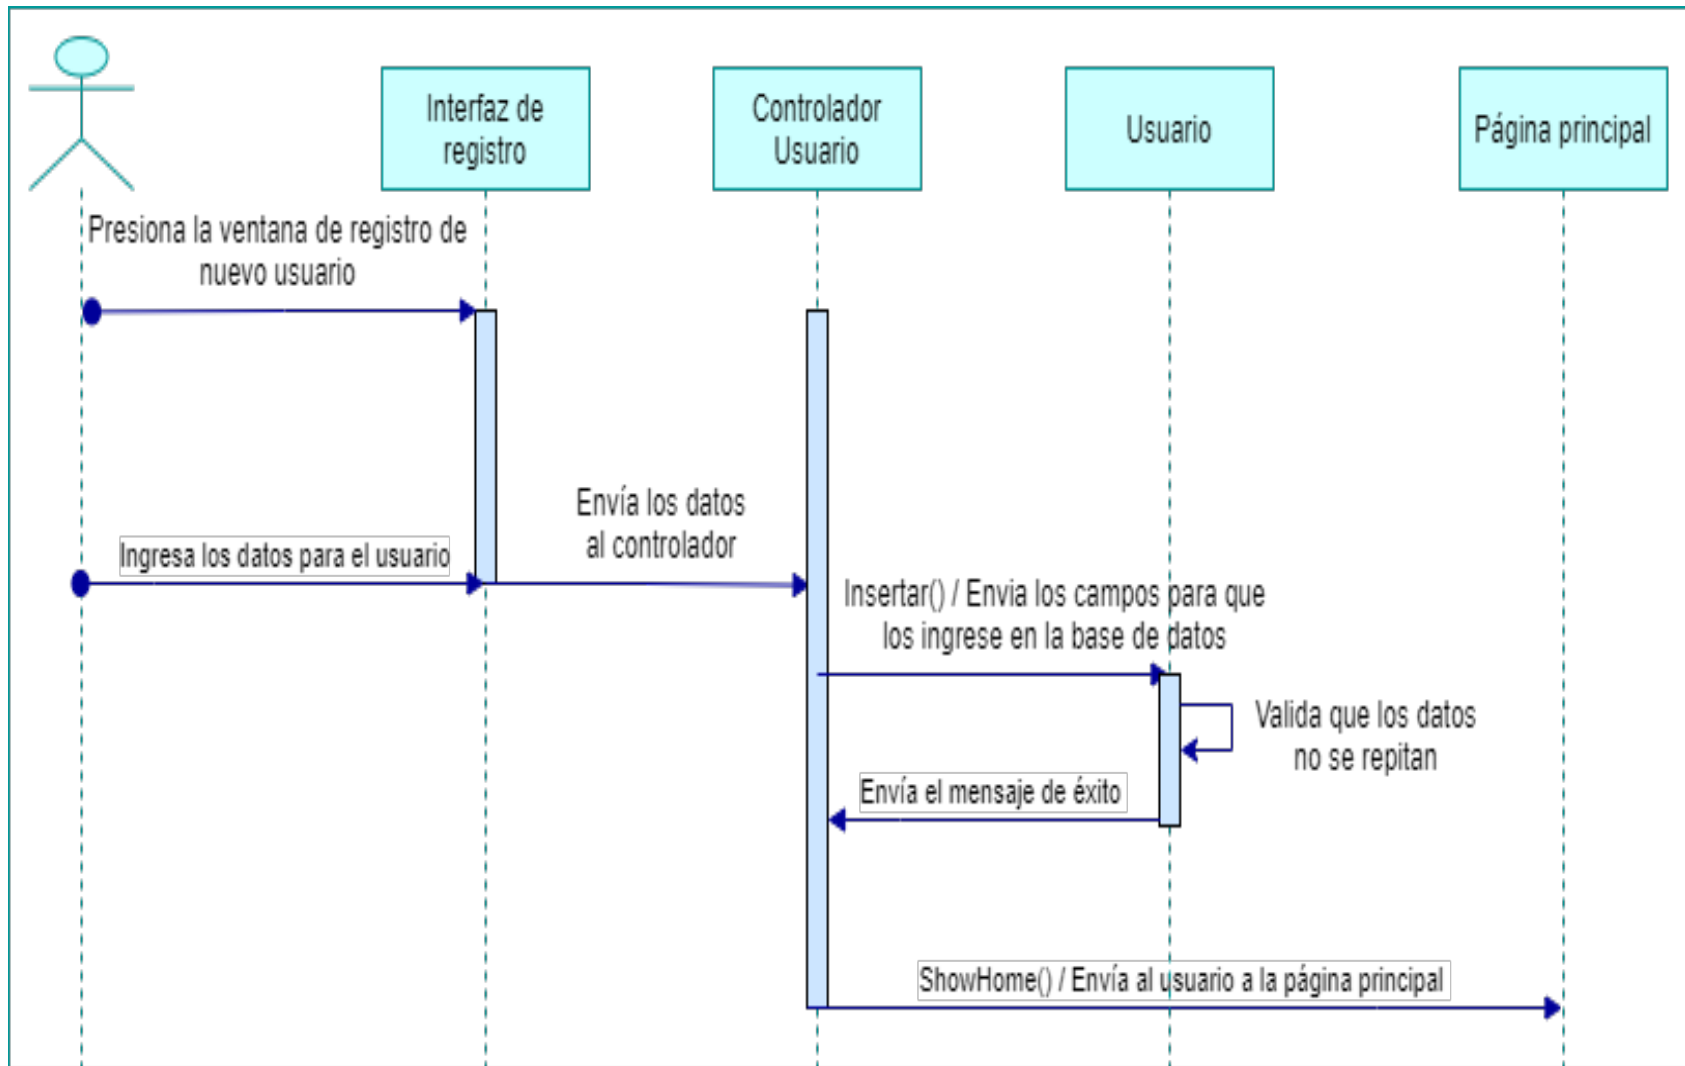 Interfaz de
registro
Controlador
Usuario
Usuario
Página principal
Presiona la ventana de registro de
nuevo usuario
Envía los datos
al controlador
Ingresa los datos para el usuario
Insertar() / Envia los campos para que
los ingrese en la base de datos
Valida que los datos
no se repitan
Envía el mensaje de éxito
ShowHome() / Envía al usuario a la página principal